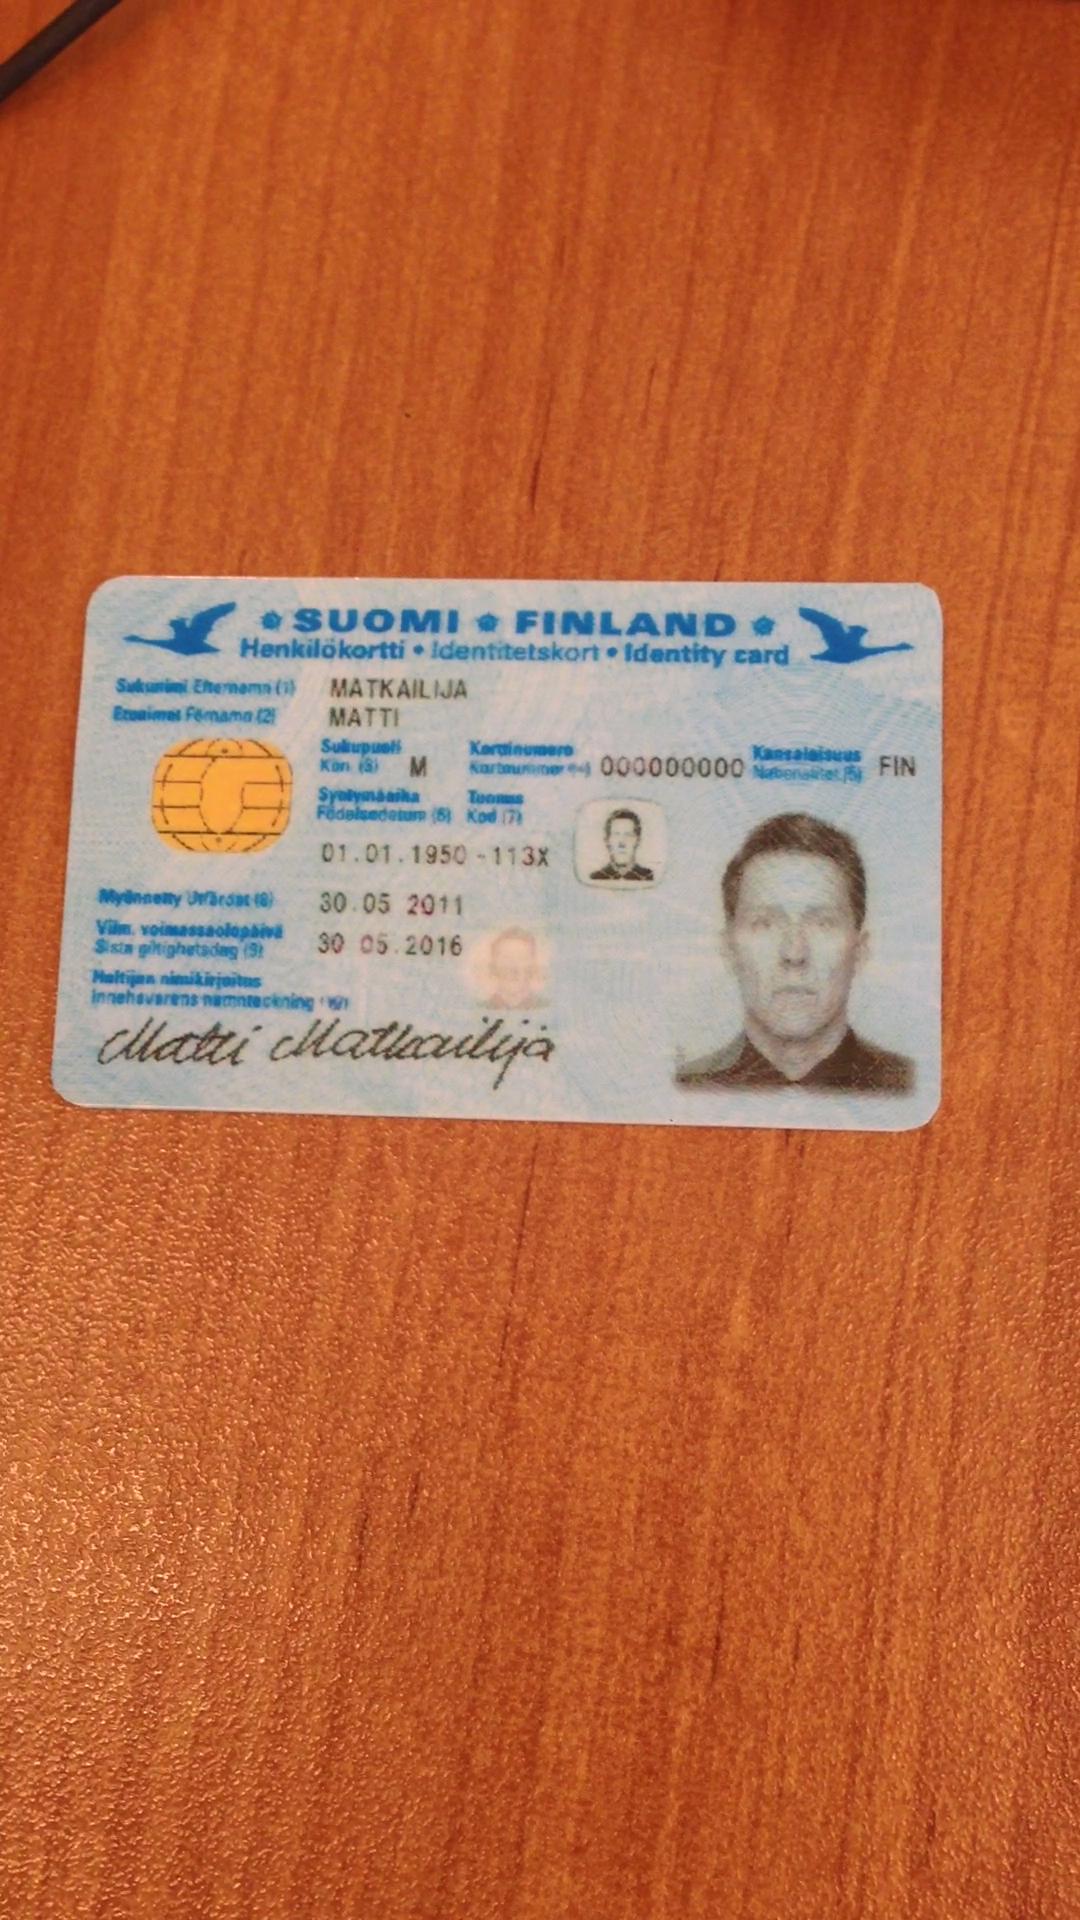 SUOMI FINLAND
Henkilökortti • Identitetskort • Identity card
Sukunimi Efternamn (1) MATKAILIJA
Etunimet Förnamn (2) MATTI
Sukupuoli Korttinumero Kansalaisuus
Kön (3) M Kortnummer (4) 000000000 Nationalitet (5) FIN
Syntymäaika Tunnus
Födelsedatum (6) Kod (7)
01.01.1950 -113X
Myönnetty Utfärdat (8) 30.05 2011
Viim. voimassaolopäivä
Sista giltighetsdag (9) 30 05.2016
Haltijan nimikirjoitus
Innehavarens namnteckning (10)
Matti Matkailija